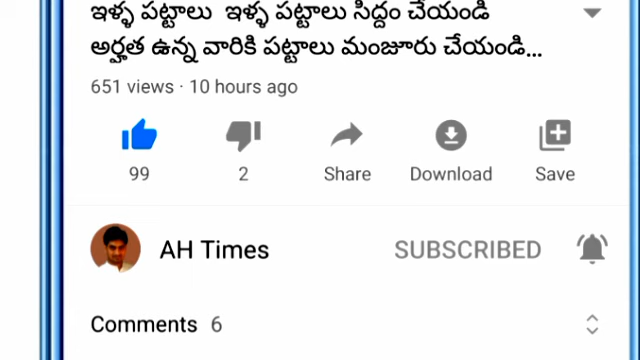 ఇళ్ళ పట్టాలు ఇళ్ళ పట్టాలు సిద్దం చేయండి
అర్హత ఉన్న వారికి పట్టాలు మంజూరు చేయండి...
651 views · 10 hours ago
99 2 Share Download Save
AH Times SUBSCRIBED
Comments 6